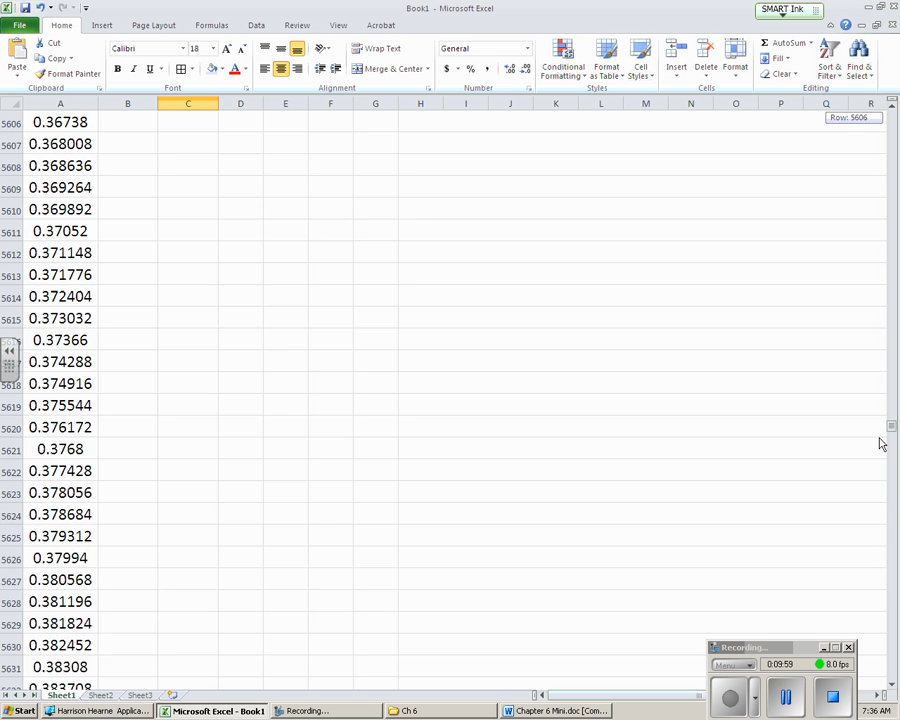 Book1 - Microsoft Excel
SMART Ink
File Home Insert Page Layout Formulas Data Review View Acrobat
Paste
Cut
Copy
Format Painter
Clipboard
Calibri 18 A A
B I U A
Font
Wrap Text
Merge & Center
Alignment
General
$ % ,
Number
Conditional Formatting
Format as Table
Cell Styles
Styles
Insert
Delete
Format
Cells
AutoSum
Fill
Clear
Sort & Filter
Find & Select
Editing
A B C D E F G H I J K L M N O P Q R
Row: 5606
5606 0.36738
5607 0.368008
5608 0.368636
5609 0.369264
5610 0.369892
5611 0.37052
5612 0.371148
5613 0.371776
5614 0.372404
5615 0.373032
0.37366
0.374288
5618 0.374916
5619 0.375544
5620 0.376172
5621 0.3768
5622 0.377428
5623 0.378056
5624 0.378684
5625 0.379312
5626 0.37994
5627 0.380568
5628 0.381196
5629 0.381824
5630 0.382452
5631 0.38308
0.383708
Sheet1 Sheet2 Sheet3
Recording...
Menu 0:09:59 8.0 fps
Start Harrison Hearne Applica... Microsoft Excel - Book1 Recording... Ch 6 Chapter 6 Mini.doc [Com... 7:36 AM